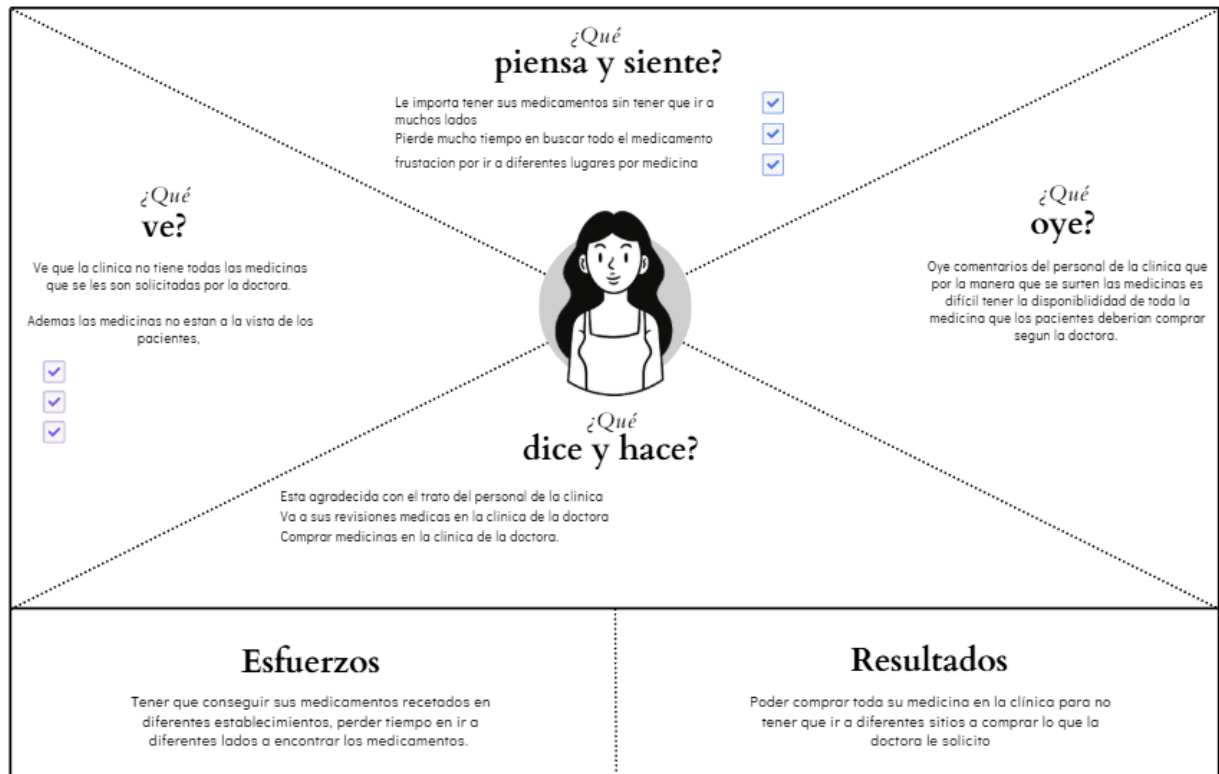 ¿Qué
piensa y siente?
Le importa tener sus medicamentos sin tener que ir a
muchos lados
Pierde mucho tiempo en buscar todo el medicamento
frustacion por ir a diferentes lugares por medicina
¿Qué
ve?
Ve que la clinica no tiene todas las medicinas
que se les son solicitadas por la doctora.
Ademas las medicinas no estan a la vista de los
pacientes,
¿Qué
oye?
Oye comentarios del personal de la clinica que
por la manera que se surten las medicinas es
difícil tener la disponiblididad de toda la
medicina que los pacientes deberian comprar
segun la doctora.
¿Qué
dice y hace?
Esta agradecida con el trato del personal de la clinica
Va a sus revisiones medicas en la clinica de la doctora
Comprar medicinas en la clinica de la doctora.
Esfuerzos
Tener que conseguir sus medicamentos recetados en
diferentes establecimientos, perder tiempo en ir a
diferentes lados a encontrar los medicamentos.
Resultados
Poder comprar toda su medicina en la clínica para no
tener que ir a diferentes sitios a comprar lo que la
doctora le solicito